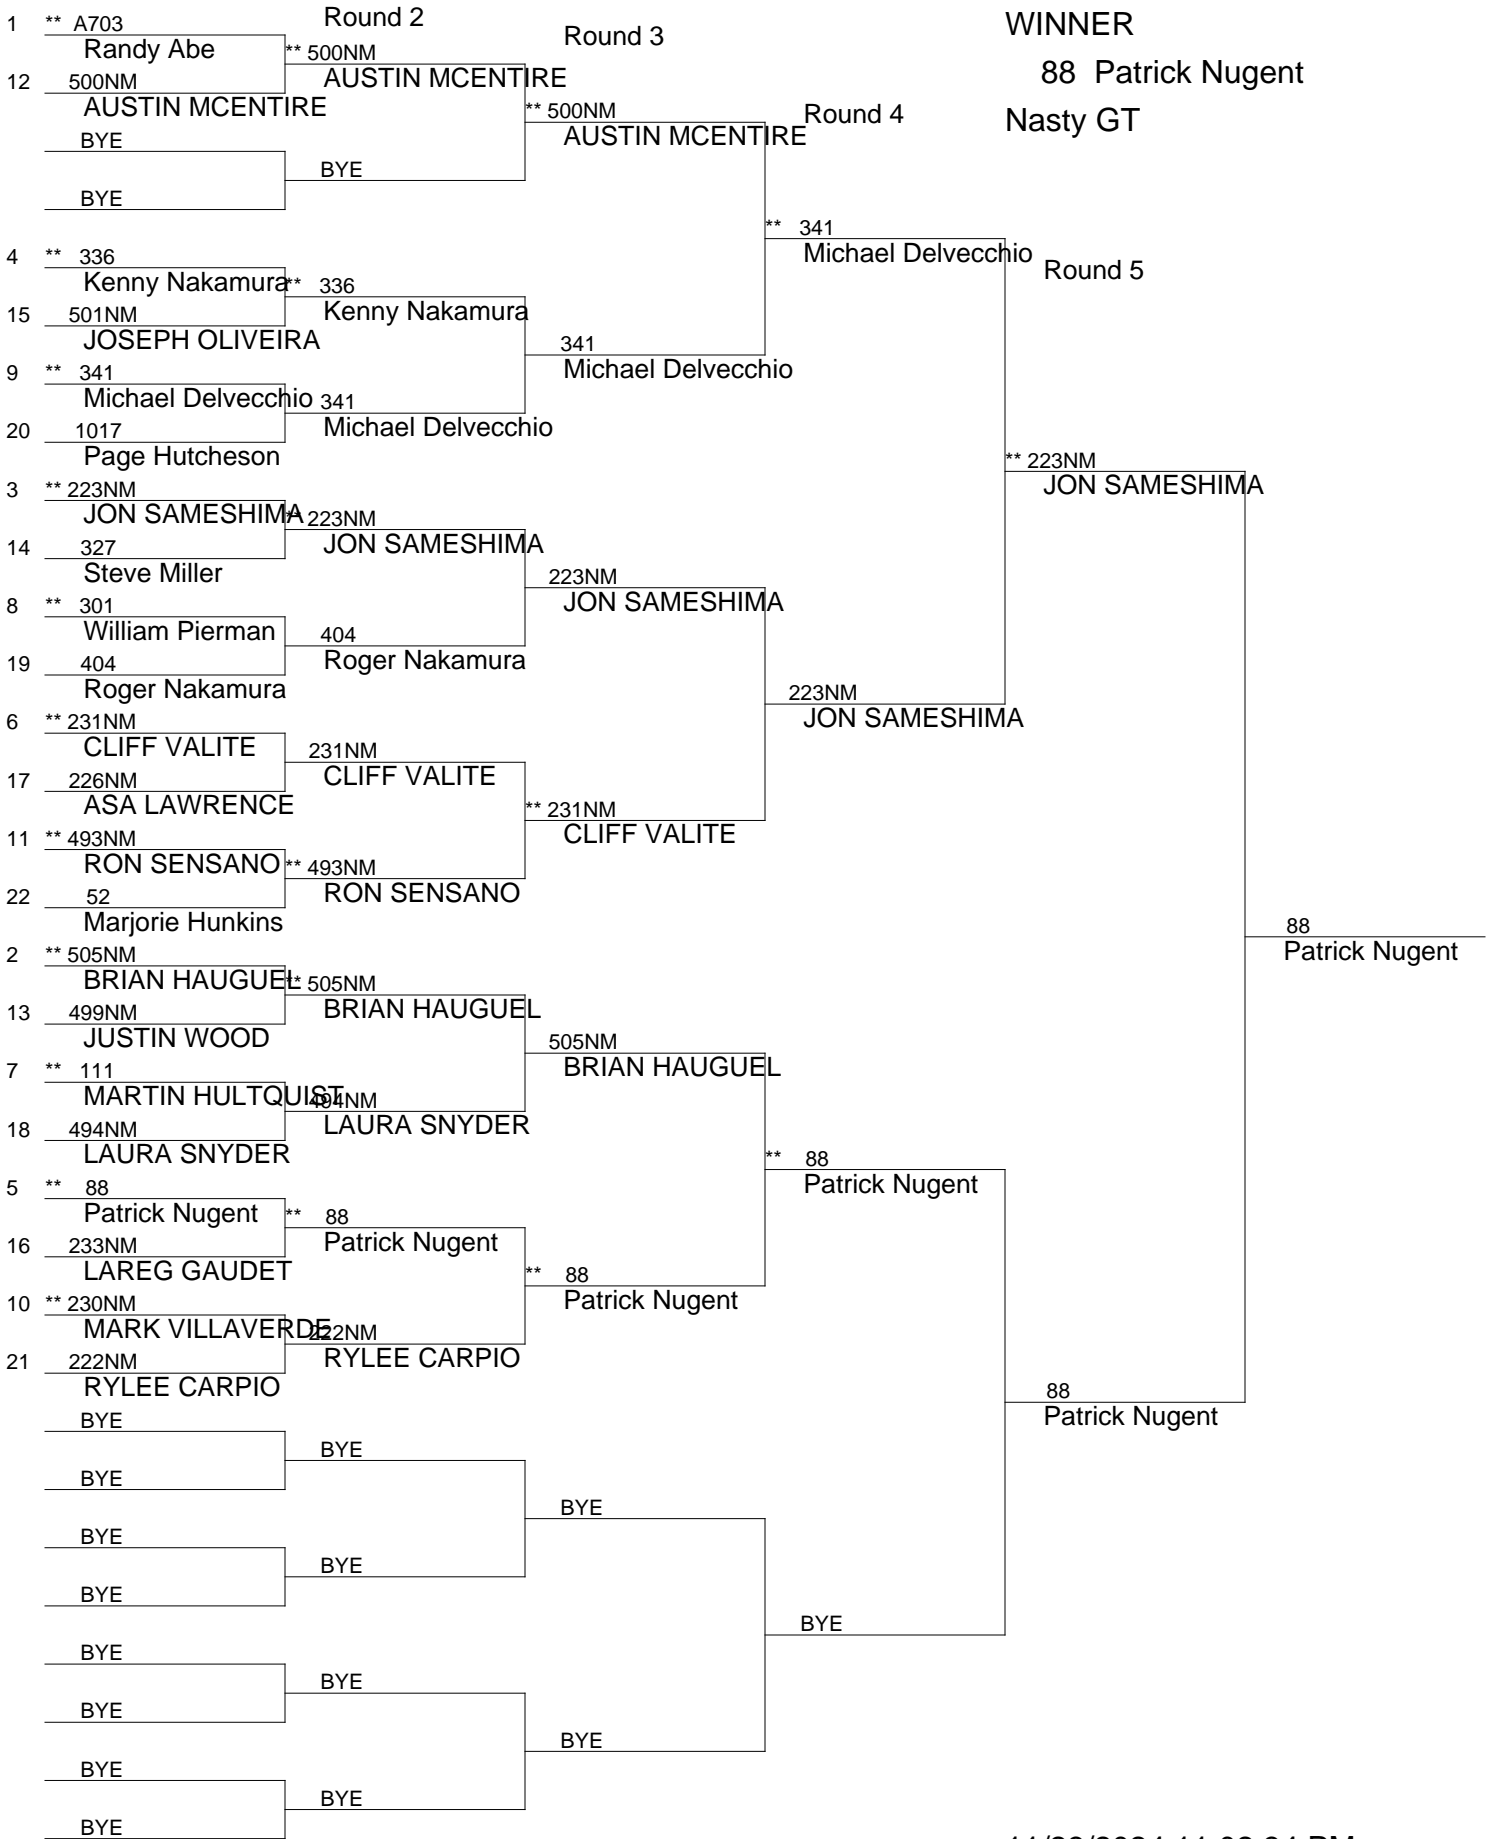 Round 2
Round 3
Round 4
Round 5
WINNER
88 Patrick Nugent
Nasty GT
1 ** A703
Randy Abe
12 500NM
AUSTIN MCENTIRE
BYE
BYE
4 ** 336
Kenny Nakamura
15 501NM
JOSEPH OLIVEIRA
9 ** 341
Michael Delvecchio
20 1017
Page Hutcheson
3 ** 223NM
JON SAMESHIMA
14 327
Steve Miller
8 ** 301
William Pierman
19 404
Roger Nakamura
6 ** 231NM
CLIFF VALITE
17 226NM
ASA LAWRENCE
11 ** 493NM
RON SENSANO
22 52
Marjorie Hunkins
2 ** 505NM
BRIAN HAUGUEL
13 499NM
JUSTIN WOOD
7 ** 111
MARTIN HULTQUIST
18 494NM
LAURA SNYDER
5 ** 88
Patrick Nugent
16 233NM
LAREG GAUDET
10 ** 230NM
MARK VILLAVERDE
21 222NM
RYLEE CARPIO
BYE
BYE
BYE
BYE
BYE
BYE
BYE
BYE
** 500NM
AUSTIN MCENTIRE
BYE
** 336
Kenny Nakamura
341
Michael Delvecchio
** 223NM
JON SAMESHIMA
404
Roger Nakamura
231NM
CLIFF VALITE
** 493NM
RON SENSANO
** 505NM
BRIAN HAUGUEL
494NM
LAURA SNYDER
** 88
Patrick Nugent
222NM
RYLEE CARPIO
BYE
BYE
BYE
BYE
** 500NM
AUSTIN MCENTIRE
341
Michael Delvecchio
223NM
JON SAMESHIMA
** 231NM
CLIFF VALITE
505NM
BRIAN HAUGUEL
** 88
Patrick Nugent
BYE
BYE
** 341
Michael Delvecchio
223NM
JON SAMESHIMA
** 88
Patrick Nugent
BYE
** 223NM
JON SAMESHIMA
88
Patrick Nugent
88
Patrick Nugent